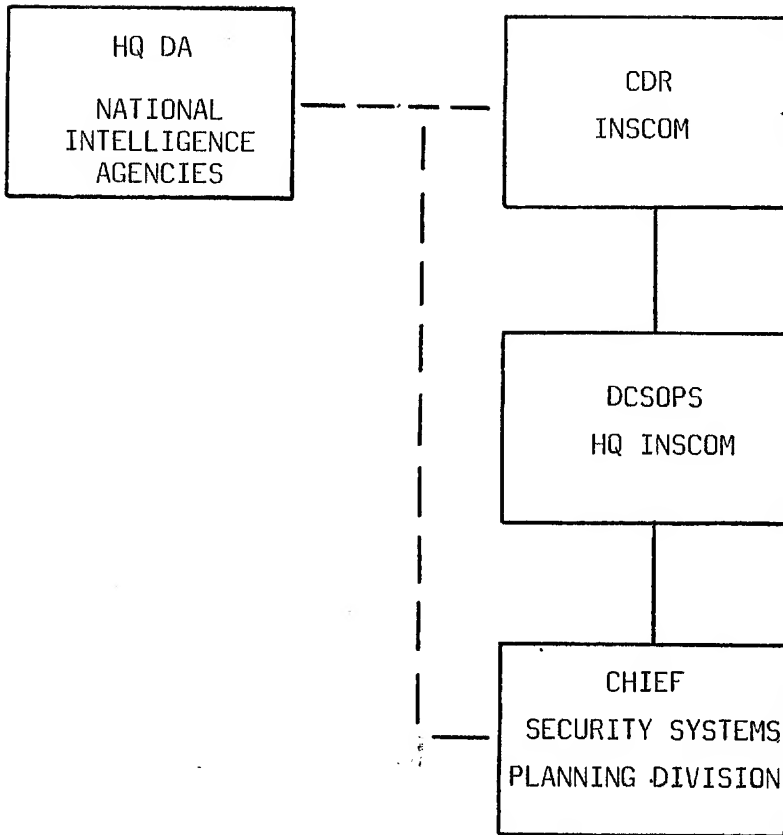 HQ DA
NATIONAL
INTELLIGENCE
AGENCIES
CDR
INSCOM
DCSOPS
HQ INSCOM
CHIEF
SECURITY SYSTEMS
PLANNING DIVISION